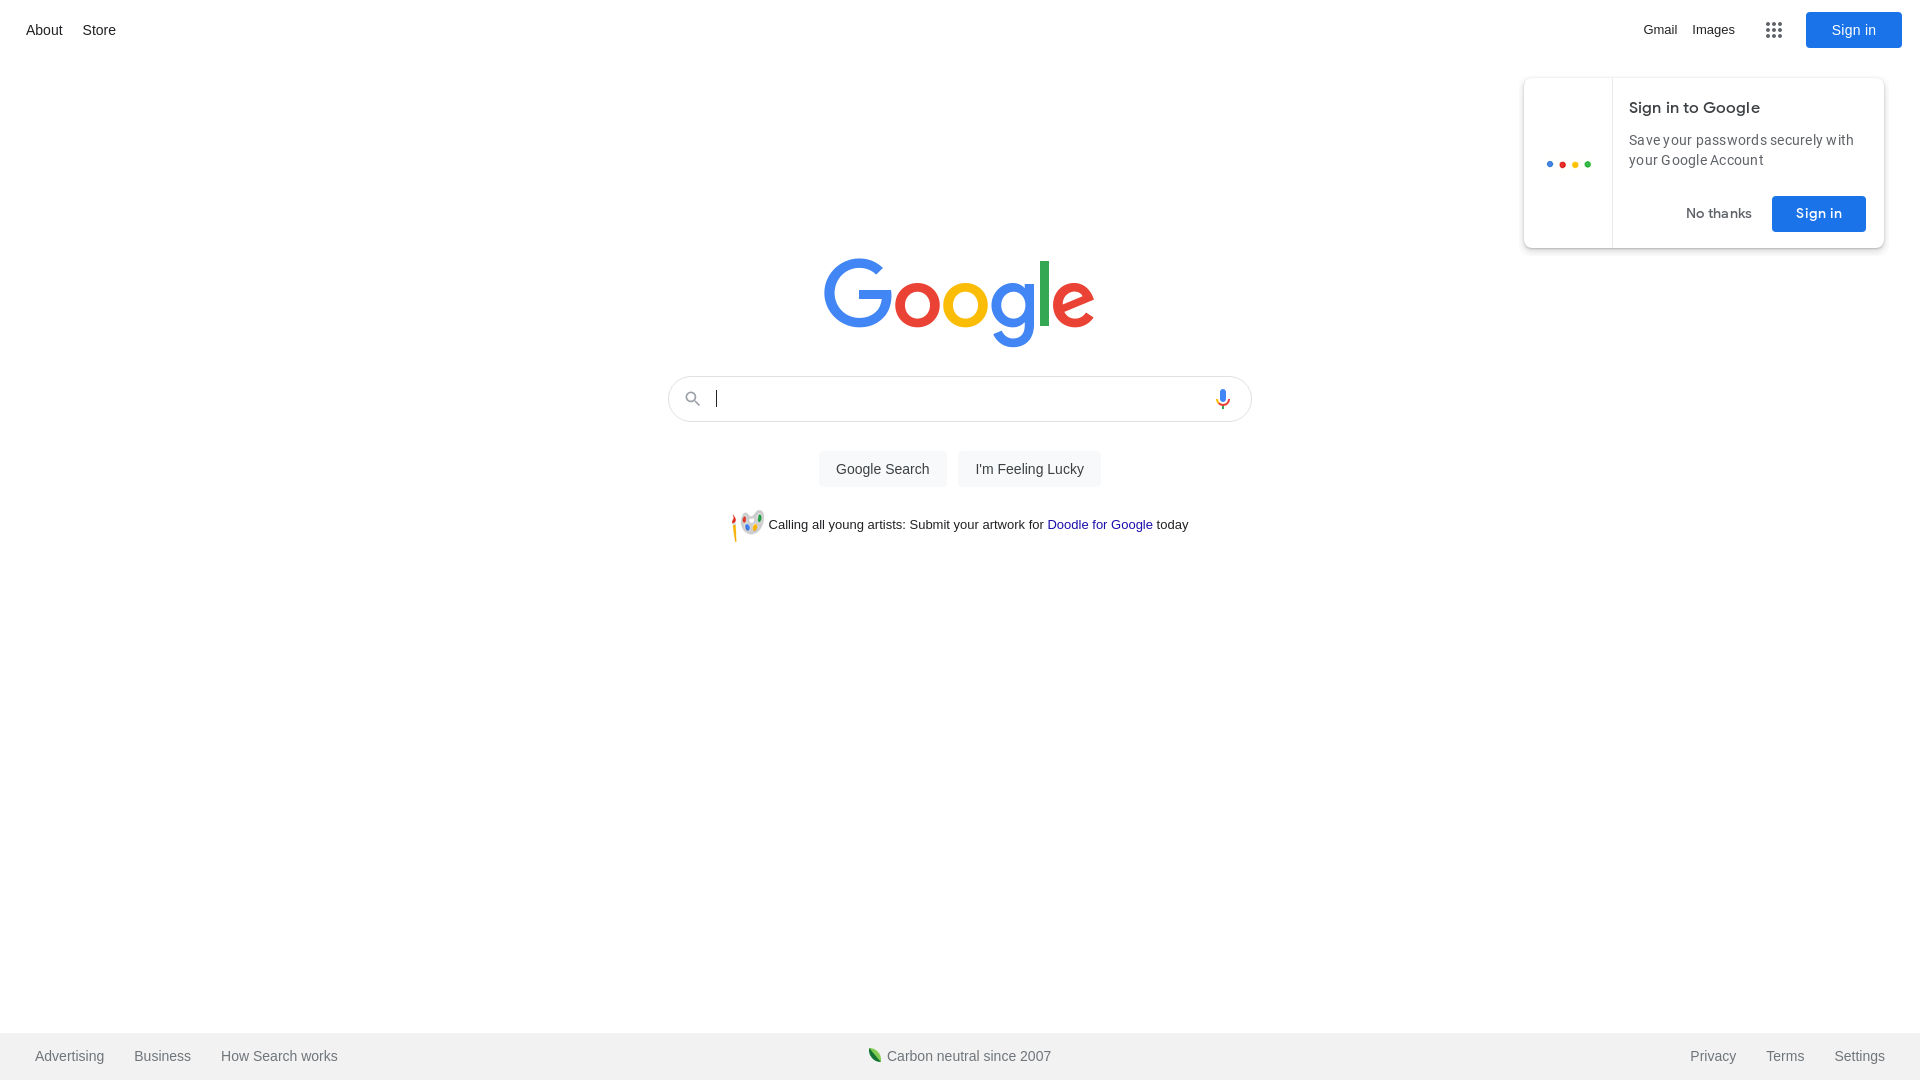 About Store Gmail Images Sign in
Sign in to Google
Save your passwords securely with
your Google Account
No thanks Sign in
Google
Google Search I'm Feeling Lucky
Calling all young artists: Submit your artwork for Doodle for Google today
Advertising Business How Search works Carbon neutral since 2007 Privacy Terms Settings